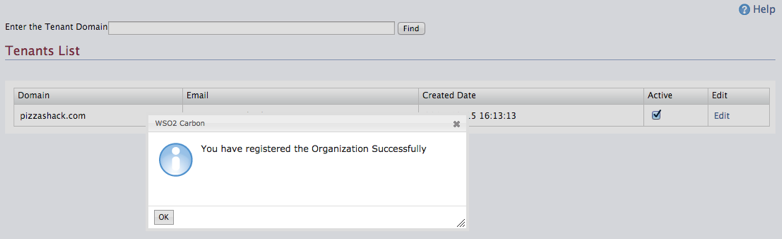 Help
Enter the Tenant Domain
Find
Tenants List
Domain Email Created Date Active Edit
pizzashack.com .5 16:13:13 Edit
WSO2 Carbon
You have registered the Organization Successfully
OK